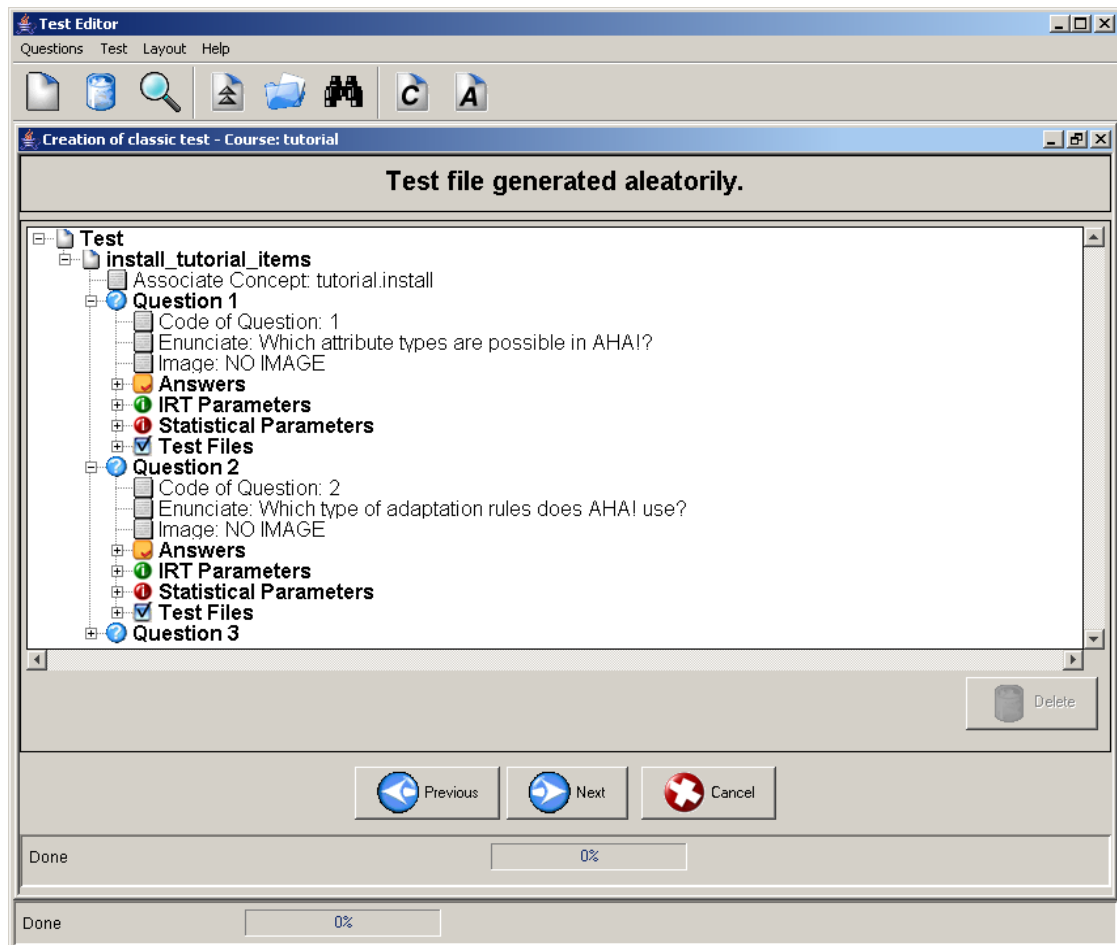 Test Editor
Questions Test Layout Help
C A
Creation of classic test - Course: tutorial
Test file generated aleatorily.
Test
install_tutorial_items
Associate Concept: tutorial.install
Question 1
Code of Question: 1
Enunciate: Which attribute types are possible in AHA!?
Image: NO IMAGE
Answers
IRT Parameters
Statistical Parameters
Test Files
Question 2
Code of Question: 2
Enunciate: Which type of adaptation rules does AHA! use?
Image: NO IMAGE
Answers
IRT Parameters
Statistical Parameters
Test Files
Question 3
Delete
Previous Next Cancel
Done 0%
Done 0%